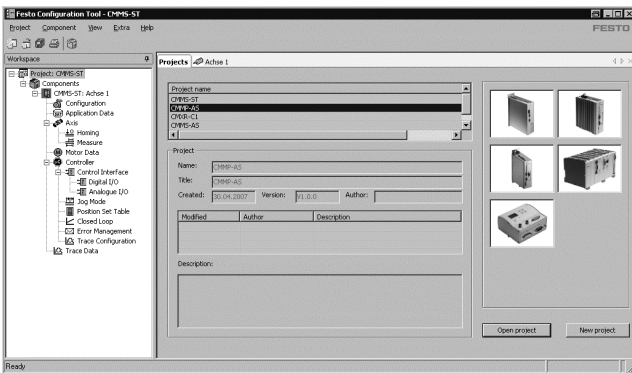 Festo Configuration Tool - CMMS-ST
Project Component View Extra Help
FESTO
Workspace
Project: CMMS-ST
Components
CMMS-ST: Achse 1
Configuration
Application Data
Axis
Homing
Measure
Motor Data
Controller
Control Interface
Digital I/O
Analogue I/O
Jog Mode
Position Set Table
Closed Loop
Error Management
Trace Configuration
Trace Data
Projects Achse 1
Project name
CMMS-ST
CMMP-AS
CMXR-C1
CMMS-AS
Project
Name: CMMP-AS
Title: CMMP-AS
Created: 30.04.2007 Version: V1.6.0 Author:
Modified Author Description
Description:
Open project New project
Ready